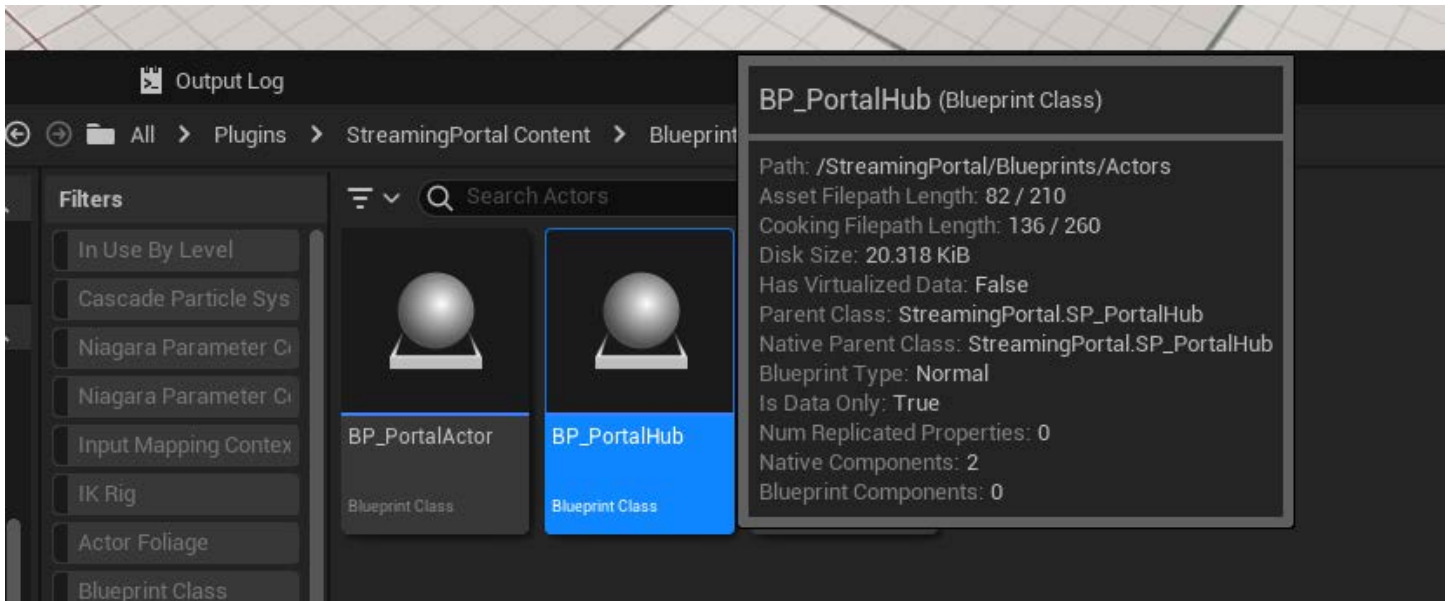 Output Log
All > Plugins > StreamingPortal Content > Blueprint
Filters
Search Actors
In Use By Level
Cascade Particle Sys
Niagara Parameter
Niagara Parameter
Input Mapping Contex
IK Rig
Actor Foliage
Blueprint Class
BP_PortalActor
Blueprint Class
BP_PortalHub
Blueprint Class
BP_PortalHub (Blueprint Class)
Path: /StreamingPortal/Blueprints/Actors
Asset Filepath Length: 82 / 210
Cooking Filepath Length: 136 / 260
Disk Size: 20.318 KiB
Has Virtualized Data: False
Parent Class: StreamingPortal.SP_PortalHub
Native Parent Class: StreamingPortal.SP_PortalHub
Blueprint Type: Normal
Is Data Only: True
Num Replicated Properties: 0
Native Components: 2
Blueprint Components: 0